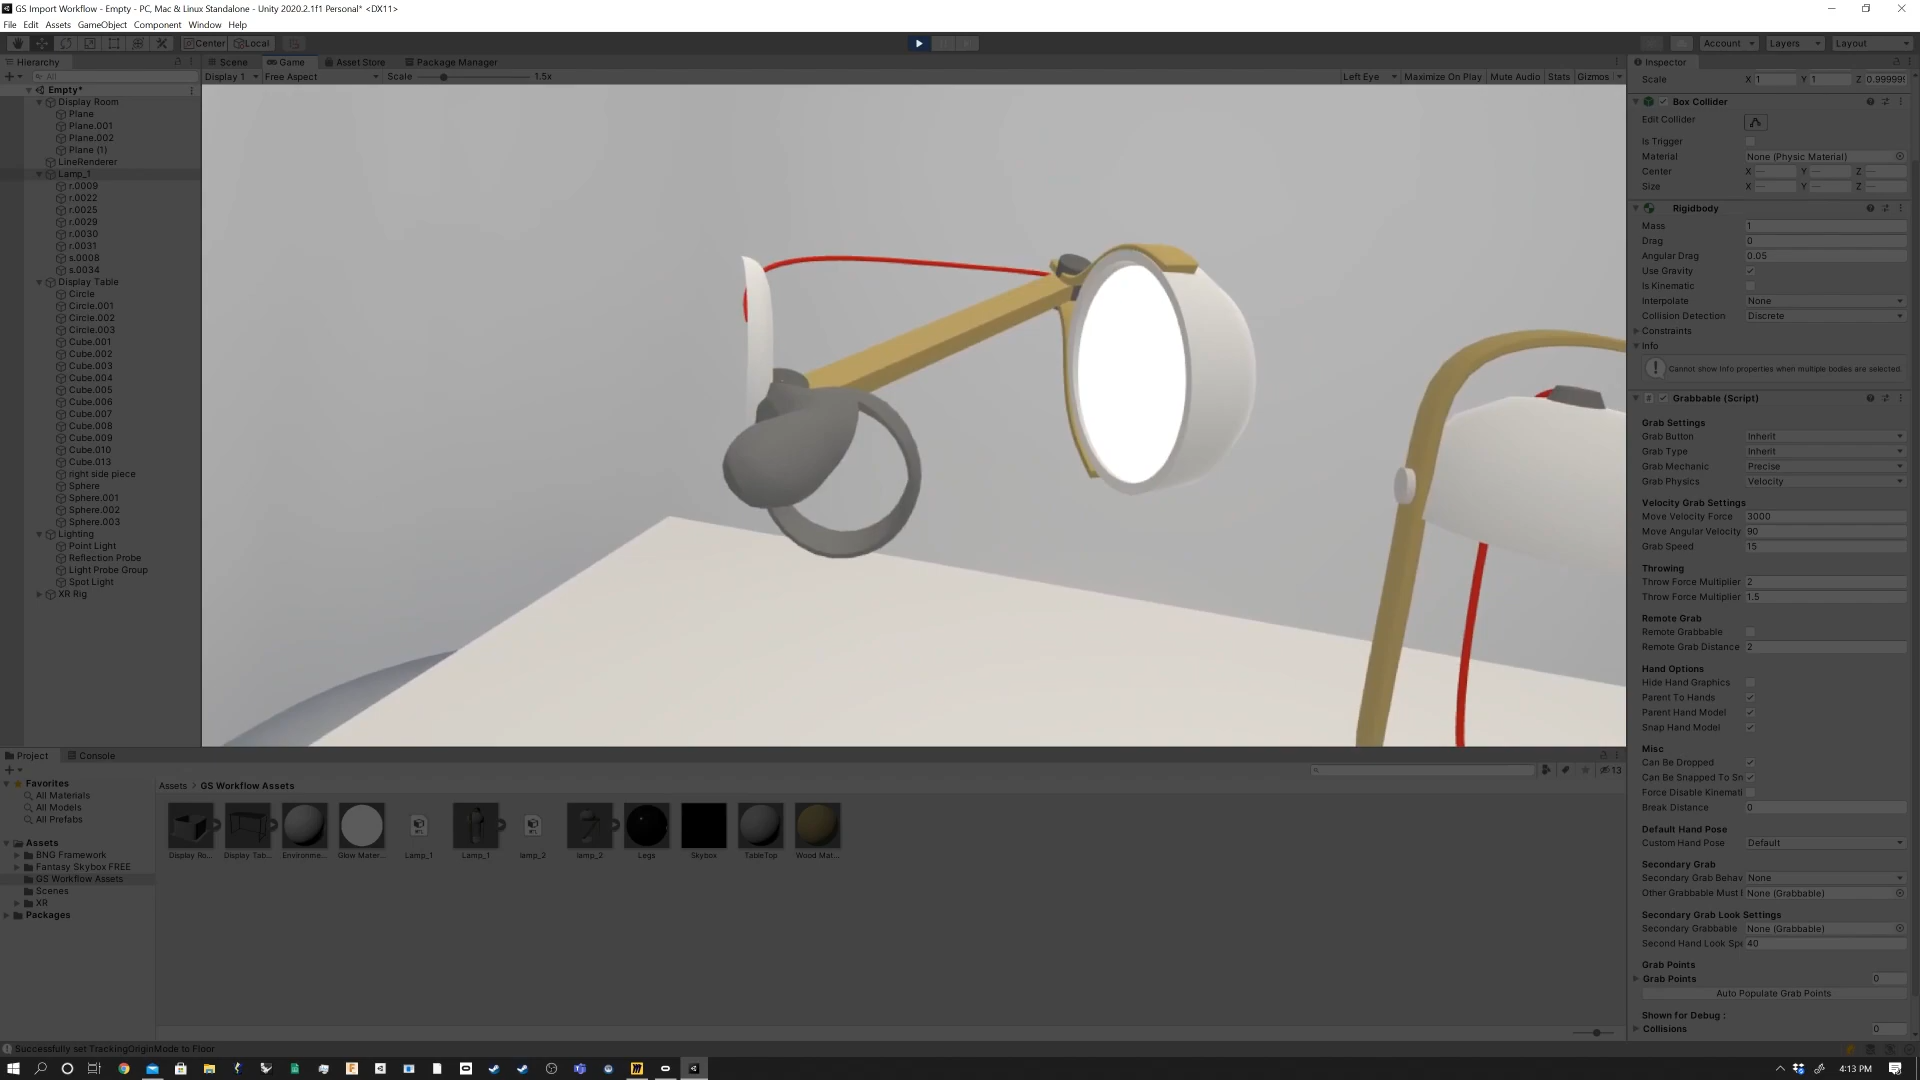 GS Import Workflow - Empty - PC, Mac & Linux Standalone - Unity 2020.2.1f1 Personal* <DX11>
File Edit Assets GameObject Component Window Help
Center Local
Account Layers Layout
Hierarchy
All
Empty*
Display Room
Plane
Plane.001
Plane.002
Plane (1)
LineRenderer
Lamp_1
r.0009
r.0022
r.0025
r.0029
r.0030
r.0031
s.0008
s.0034
Display Table
Circle
Circle.001
Circle.002
Circle.003
Cube.001
Cube.002
Cube.003
Cube.004
Cube.005
Cube.006
Cube.007
Cube.008
Cube.009
Cube.010
Cube.013
right side piece
Sphere
Sphere.001
Sphere.002
Sphere.003
Lighting
Point Light
Reflection Probe
Light Probe Group
Spot Light
XR Rig
Scene Game Asset Store Package Manager
Display 1 Free Aspect Scale 1.5x Left Eye Maximize On Play Mute Audio Stats Gizmos
Inspector
Scale X 1 Y 1 Z 0.999999
Box Collider
Edit Collider
Is Trigger
Material None (Physic Material)
Center X — Y — Z —
Size X — Y — Z —
Rigidbody
Mass 1
Drag 0
Angular Drag 0.05
Use Gravity
Is Kinematic
Interpolate None
Collision Detection Discrete
Constraints
Info
Cannot show Info properties when multiple bodies are selected.
Grabbable (Script)
Grab Settings
Grab Button Inherit
Grab Type Inherit
Grab Mechanic Precise
Grab Physics Velocity
Velocity Grab Settings
Move Velocity Force 3000
Move Angular Velocity 90
Grab Speed 15
Throwing
Throw Force Multiplier 2
Throw Force Multiplier 1.5
Remote Grab
Remote Grabbable
Remote Grab Distance 2
Hand Options
Hide Hand Graphics
Parent To Hands
Parent Hand Model
Snap Hand Model
Misc
Can Be Dropped
Can Be Snapped To Sn
Force Disable Kinemati
Break Distance 0
Default Hand Pose
Custom Hand Pose Default
Secondary Grab
Secondary Grab Behav None
Other Grabbable Must B None (Grabbable)
Secondary Grab Look Settings
Secondary Grabbable None (Grabbable)
Second Hand Look Spe 40
Grab Points
Grab Points 0
Auto Populate Grab Points
Shown for Debug :
Collisions 0
Project Console
13
Favorites
All Materials
All Models
All Prefabs
Assets
BNG Framework
Fantasy Skybox FREE
GS Workflow Assets
Scenes
XR
Packages
Assets > GS Workflow Assets
Display Ro... Display Tab... Environme... Glow Mater... Lamp_1 Lamp_1 lamp_2 lamp_2 Legs Skybox TableTop Wood Mat...
Successfully set TrackingOriginMode to Floor
4:13 PM